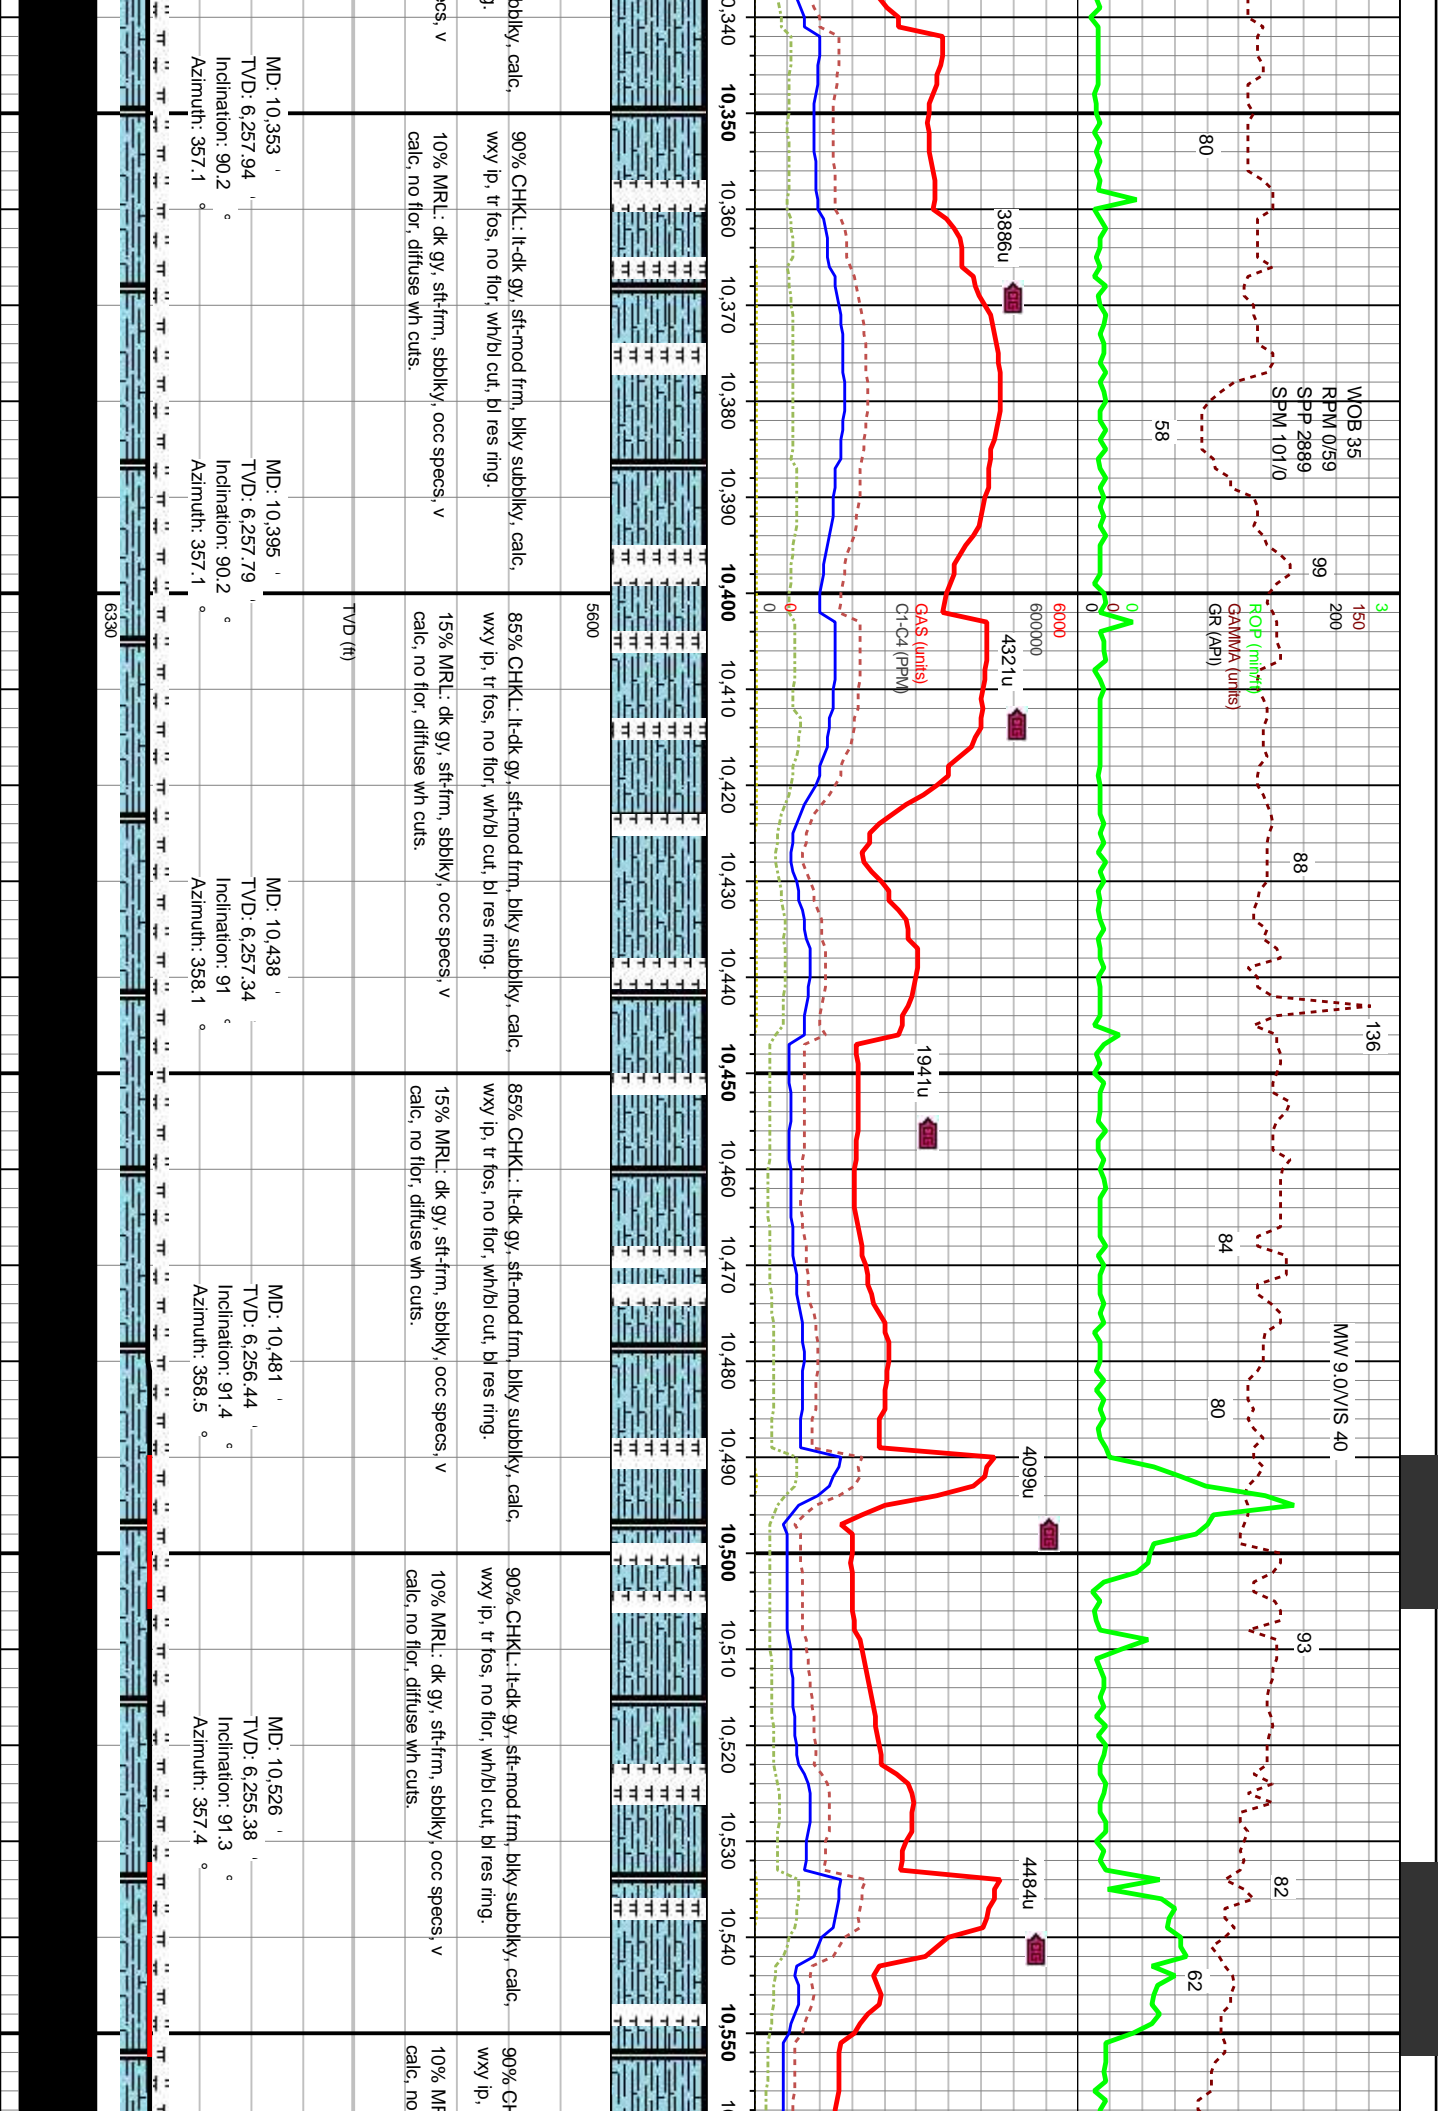 bblky, calc,
g.
ecs, v
MD: 10,353 '
TVD: 6,257.94 '
Inclination: 90.2 °
Azimuth: 357.1 °
90% CHKL: lt-dk gy, sft-mod frm, blky subblky, calc,
wxy ip, tr fos, no flor, wh/bl cut, bl res ring.
10% MRL: dk gy, sft-frm, sbblky, occ specs, v
calc, no flor, diffuse wh cuts.
MD: 10,395 '
TVD: 6,257.79 '
Inclination: 90.2 °
Azimuth: 357.1 °
5600
TVD (ft)
6330
85% CHKL: lt-dk gy, sft-mod frm, blky subblky, calc,
wxy ip, tr fos, no flor, wh/bl cut, bl res ring.
15% MRL: dk gy, sft-frm, sbblky, occ specs, v
calc, no flor, diffuse wh cuts.
MD: 10,438 '
TVD: 6,257.34 '
Inclination: 91 °
Azimuth: 358.1 °
85% CHKL: lt-dk gy, sft-mod frm, blky subblky, calc,
wxy ip, tr fos, no flor, wh/bl cut, bl res ring.
15% MRL: dk gy, sft-frm, sbblky, occ specs, v
calc, no flor, diffuse wh cuts.
MD: 10,481 '
TVD: 6,256.44 '
Inclination: 91.4 °
Azimuth: 358.5 °
90% CHKL: lt-dk gy, sft-mod frm, blky subblky, calc,
wxy ip, tr fos, no flor, wh/bl cut, bl res ring.
10% MRL: dk gy, sft-frm, sbblky, occ specs, v
calc, no flor, diffuse wh cuts.
MD: 10,526 '
TVD: 6,255.38 '
Inclination: 91.3 °
Azimuth: 357.4 °
90% CH
wxy ip,
10% MR
calc, no
,340
10,350
10,360
10,370
10,380
10,390
10,400
10,410
10,420
10,430
10,440
10,450
10,460
10,470
10,480
10,490
10,500
10,510
10,520
10,530
10,540
10,550
3886u
4321u
1941u
4099u
4484u
6000
600000
GAS (units)
C1-C4 (PPM)
0
0
3
150
200
ROP (min/ft)
GAMMA (units)
GR (API)
0
0
0
WOB 35
RPM 0/59
SPP 2889
SPM 101/0
MW 9.0/VIS 40
80
58
99
88
136
84
80
93
82
62